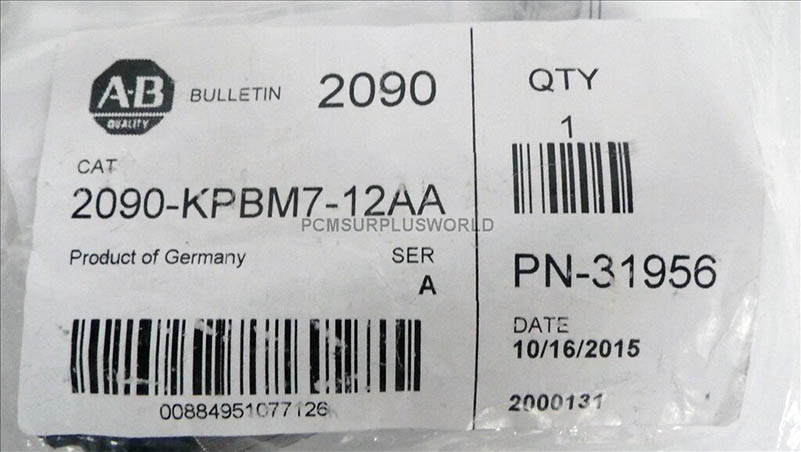 A-B
QUALITY
BULLETIN 2090
CAT
2090-KPBM7-12AA
PCMSURPLUSWORLD
Product of Germany
SER
A
00884951077126
QTY
1
PN-31956
DATE
10/16/2015
2000131